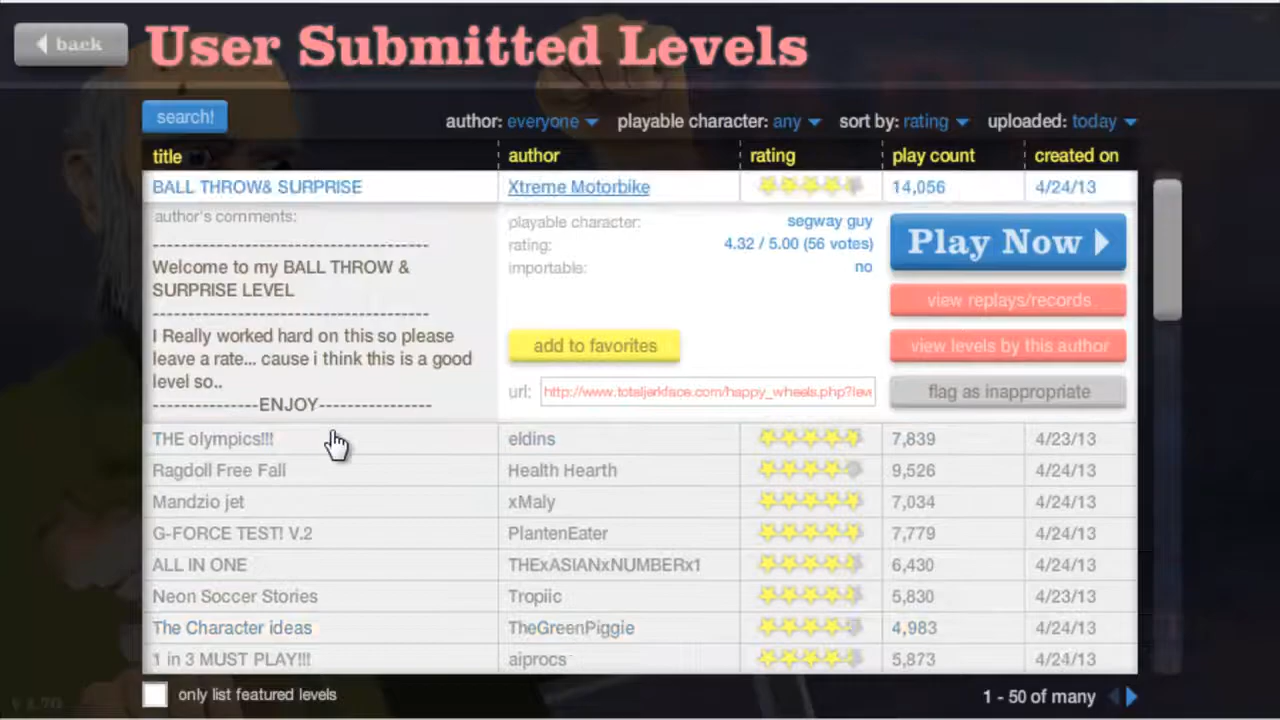 back
User Submitted Levels
search!
author: everyone playable character: any sort by: rating uploaded: today
title author rating play count created on
BALL THROW& SURPRISE Xtreme Motorbike 14,056 4/24/13
author's comments:
------------------------------------
Welcome to my BALL THROW &
SURPRISE LEVEL
------------------------------------
I Really worked hard on this so please
leave a rate... cause i think this is a good
level so..
--------------ENJOY---------------
playable character: segway guy
rating: 4.32 / 5.00 (56 votes)
importable: no
add to favorites
url: http://www.totaljerkface.com/happy_wheels.php?lev
Play Now
view replays/records
view levels by this author
flag as inappropriate
THE olympics!!! eldins 7,839 4/23/13
Ragdoll Free Fall Health Hearth 9,526 4/24/13
Mandzio jet xMaly 7,034 4/24/13
G-FORCE TEST! V.2 PlantenEater 7,779 4/24/13
ALL IN ONE THExASIANxNUMBERx1 6,430 4/24/13
Neon Soccer Stories Tropiic 5,830 4/23/13
The Character ideas TheGreenPiggie 4,983 4/24/13
1 in 3 MUST PLAY!!! aiprocs 5,873 4/24/13
only list featured levels
1 - 50 of many